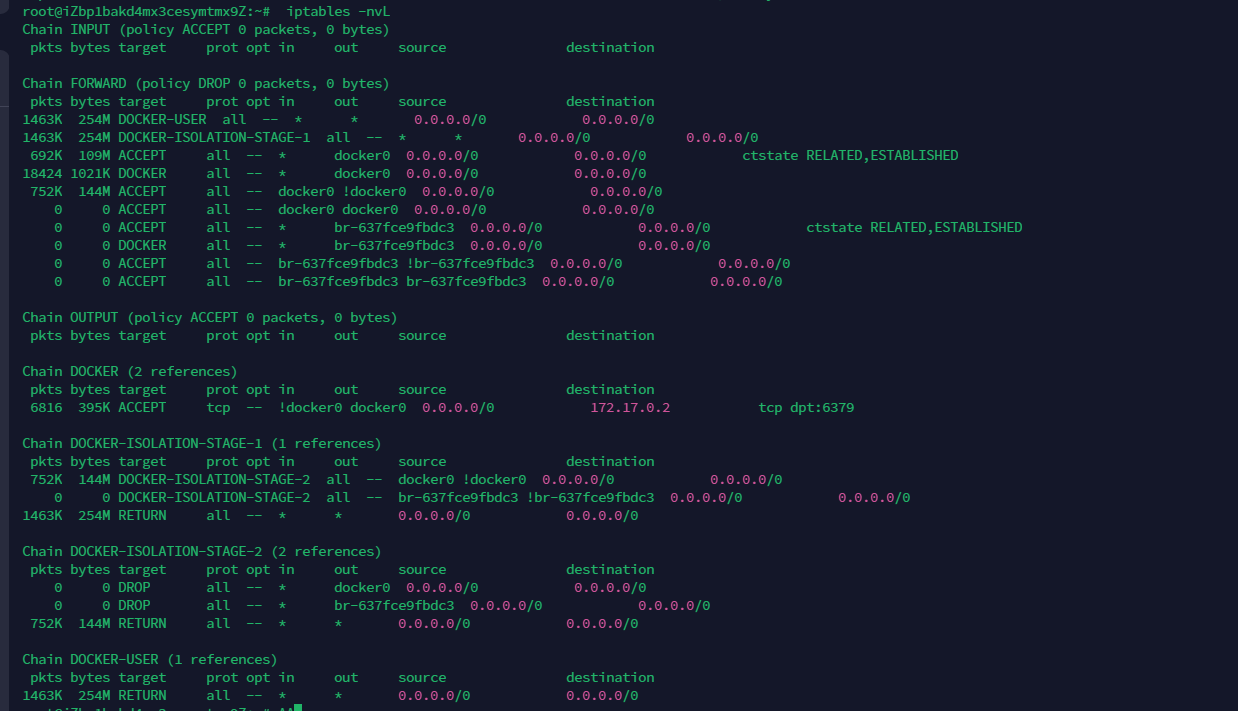 root@iZbp1bakd4mx3cesymtmx9Z:~#  iptables -nvL
Chain INPUT (policy ACCEPT 0 packets, 0 bytes)
 pkts bytes target     prot opt in     out     source               destination

Chain FORWARD (policy DROP 0 packets, 0 bytes)
 pkts bytes target     prot opt in     out     source               destination
1463K  254M DOCKER-USER  all  --  *      *       0.0.0.0/0            0.0.0.0/0
1463K  254M DOCKER-ISOLATION-STAGE-1  all  --  *      *       0.0.0.0/0            0.0.0.0/0
 692K  109M ACCEPT     all  --  *      docker0  0.0.0.0/0            0.0.0.0/0            ctstate RELATED,ESTABLISHED
18424 1021K DOCKER     all  --  *      docker0  0.0.0.0/0            0.0.0.0/0
 752K  144M ACCEPT     all  --  docker0 !docker0  0.0.0.0/0            0.0.0.0/0
    0     0 ACCEPT     all  --  docker0 docker0  0.0.0.0/0            0.0.0.0/0
    0     0 ACCEPT     all  --  *      br-637fce9fbdc3  0.0.0.0/0            0.0.0.0/0            ctstate RELATED,ESTABLISHED
    0     0 DOCKER     all  --  *      br-637fce9fbdc3  0.0.0.0/0            0.0.0.0/0
    0     0 ACCEPT     all  --  br-637fce9fbdc3 !br-637fce9fbdc3  0.0.0.0/0            0.0.0.0/0
    0     0 ACCEPT     all  --  br-637fce9fbdc3 br-637fce9fbdc3  0.0.0.0/0            0.0.0.0/0

Chain OUTPUT (policy ACCEPT 0 packets, 0 bytes)
 pkts bytes target     prot opt in     out     source               destination

Chain DOCKER (2 references)
 pkts bytes target     prot opt in     out     source               destination
 6816  395K ACCEPT     tcp  --  !docker0 docker0  0.0.0.0/0            172.17.0.2           tcp dpt:6379

Chain DOCKER-ISOLATION-STAGE-1 (1 references)
 pkts bytes target     prot opt in     out     source               destination
 752K  144M DOCKER-ISOLATION-STAGE-2  all  --  docker0 !docker0  0.0.0.0/0            0.0.0.0/0
    0     0 DOCKER-ISOLATION-STAGE-2  all  --  br-637fce9fbdc3 !br-637fce9fbdc3  0.0.0.0/0            0.0.0.0/0
1463K  254M RETURN     all  --  *      *       0.0.0.0/0            0.0.0.0/0

Chain DOCKER-ISOLATION-STAGE-2 (2 references)
 pkts bytes target     prot opt in     out     source               destination
    0     0 DROP       all  --  *      docker0  0.0.0.0/0            0.0.0.0/0
    0     0 DROP       all  --  *      br-637fce9fbdc3  0.0.0.0/0            0.0.0.0/0
 752K  144M RETURN     all  --  *      *       0.0.0.0/0            0.0.0.0/0

Chain DOCKER-USER (1 references)
 pkts bytes target     prot opt in     out     source               destination
1463K  254M RETURN     all  --  *      *       0.0.0.0/0            0.0.0.0/0